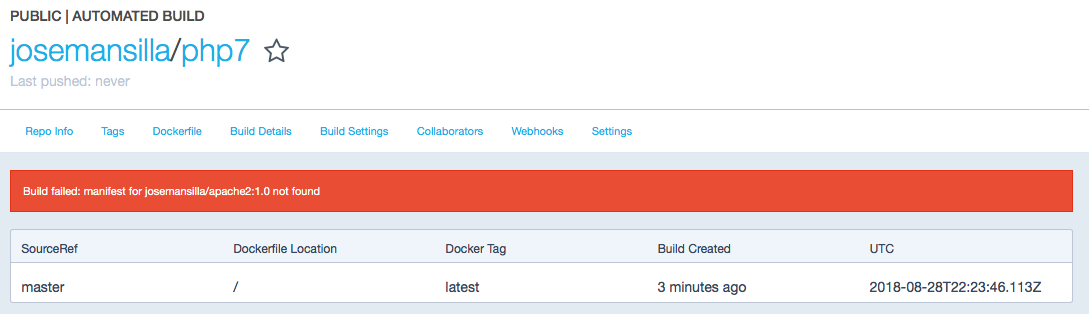 PUBLIC | AUTOMATED BUILD
josemansilla/php7
Last pushed: never
Repo Info Tags Dockerfile Build Details Build Settings Collaborators Webhooks Settings
Build failed: manifest for josemansilla/apache2:1.0 not found
SourceRef Dockerfile Location Docker Tag Build Created UTC
master / latest 3 minutes ago 2018-08-28T22:23:46.113Z